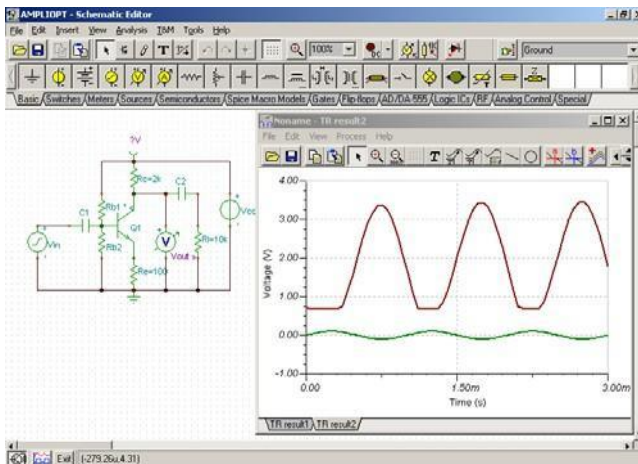 AMPLIOPT - Schematic Editor
File Edit Insert View Analysis T&M Tools Help
100% Ground
Basic Switches Meters Sources Semiconductors Spice Macro Models Gates Flip-flops AD/DA-555 Logic ICs RF Analog Control Special
?V
Rc=2k
C2
Rb1
C1
Q1
Vcc
Vin
Rb2
V
Vout
Rl=10k
Re=100
Noname - TR result2
File Edit View Process Help
4.00
3.00
2.00
1.00
0.00
-1.00
Voltage (V)
0.00 1.50m 3.00m
Time (s)
TR result1 TR result2
Exit (-279.26u,4.31)